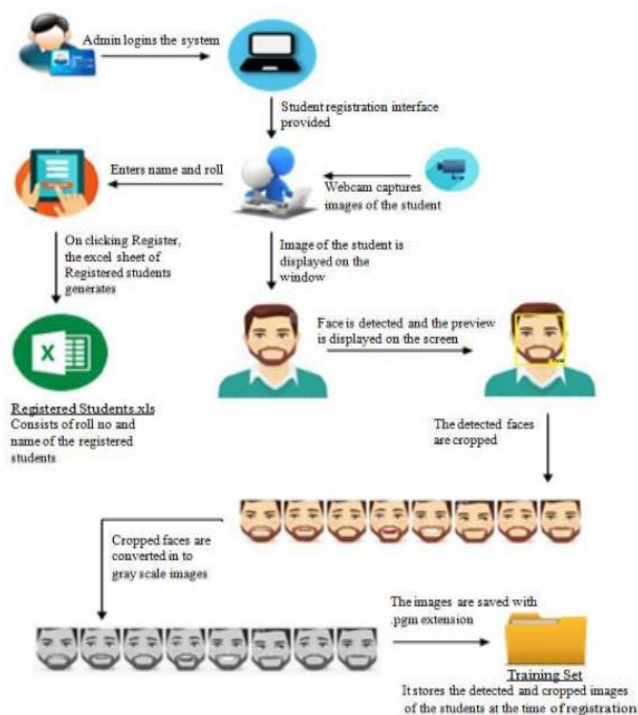 Admin logins the system
Student registration interface
provided
Enters name and roll
Webcam captures
images of the student
On clicking Register,
the excel sheet of
Registered students
generates
Image of the student is
displayed on the
window
Face is detected and the preview
is displayed on the screen
X
Registered Students.xls
Consists of roll no and
name of the registered
students
The detected faces
are cropped
Cropped faces are
converted in to
gray scale images
The images are saved with
.pgm extension
Training Set
It stores the detected and cropped images
of the students at the time of registration